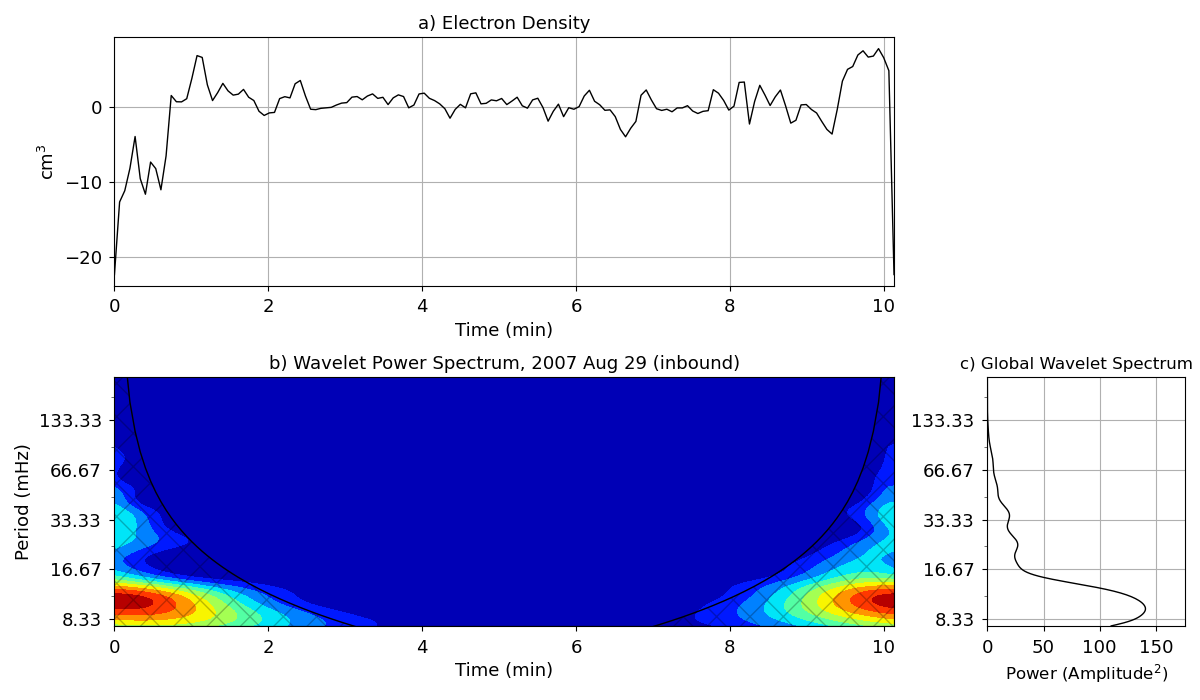 a) Electron Density
0
−10
−20
cm³
0 2 4 6 8 10
Time (min)
b) Wavelet Power Spectrum, 2007 Aug 29 (inbound)
133.33
66.67
33.33
16.67
8.33
Period (mHz)
0 2 4 6 8 10
Time (min)
c) Global Wavelet Spectrum
133.33
66.67
33.33
16.67
8.33
0 50 100 150
Power (Amplitude²)